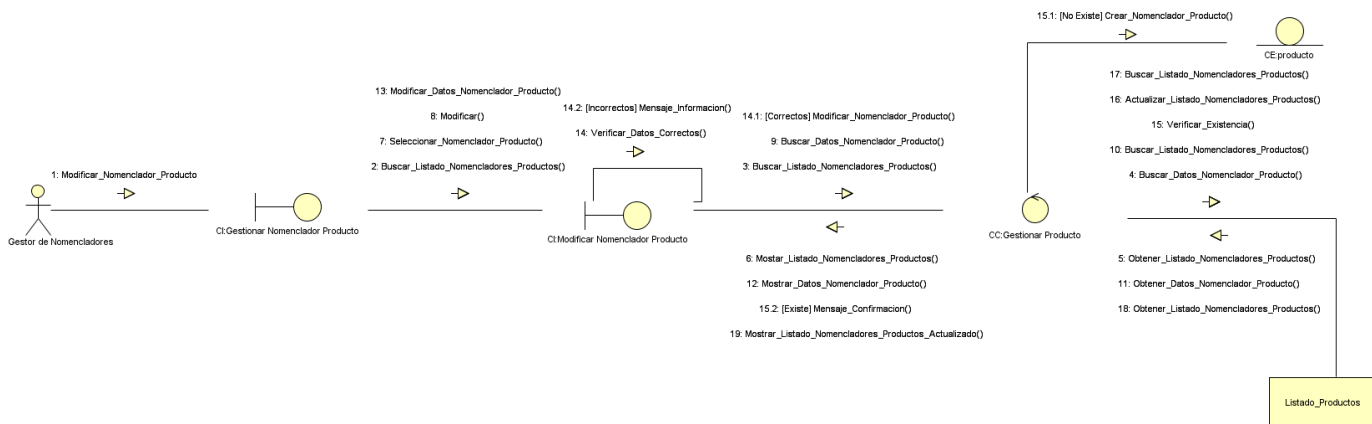 15.1: [No Existe] Crear_Nomenclador_Producto()
CE:producto
17: Buscar_Listado_Nomencladores_Productos()
13: Modificar_Datos_Nomenclador_Producto()
14.2: [Incorrectos] Mensaje_Informacion()
16: Actualizar_Listado_Nomencladores_Productos()
8: Modificar()
14.1: [Correctos] Modificar_Nomenclador_Producto()
14: Verificar_Datos_Correctos()
15: Verificar_Existencia()
7: Seleccionar_Nomenclador_Producto()
9: Buscar_Datos_Nomenclador_Producto()
10: Buscar_Listado_Nomencladores_Productos()
2: Buscar_Listado_Nomencladores_Productos()
3: Buscar_Listado_Nomencladores_Productos()
1: Modificar_Nomenclador_Producto
4: Buscar_Datos_Nomenclador_Producto()
Gestor de Nomencladores
CI:Gestionar Nomenclador Producto
CI:Modificar Nomenclador Producto
CC:Gestionar Producto
6: Mostar_Listado_Nomencladores_Productos()
5: Obtener_Listado_Nomencladores_Productos()
12: Mostrar_Datos_Nomenclador_Producto()
11: Obtener_Datos_Nomenclador_Producto()
15.2: [Existe] Mensaje_Confirmacion()
18: Obtener_Listado_Nomencladores_Productos()
19: Mostrar_Listado_Nomencladores_Productos_Actualizado()
Listado_Productos